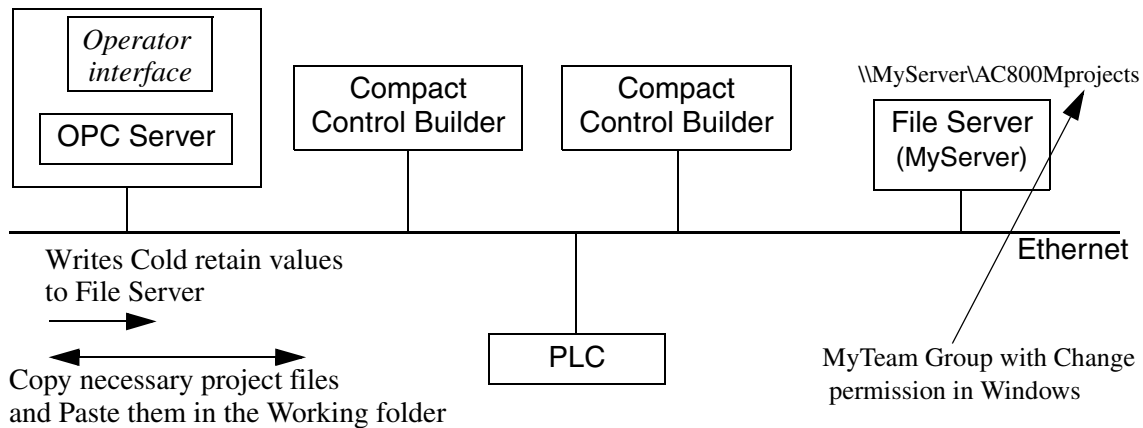 Operator
interface
OPC Server
Compact
Control Builder
Compact
Control Builder
\\MyServer\AC800Mprojects
File Server
(MyServer)
Ethernet
Writes Cold retain values
to File Server
PLC
Copy necessary project files
and Paste them in the Working folder
MyTeam Group with Change
permission in Windows